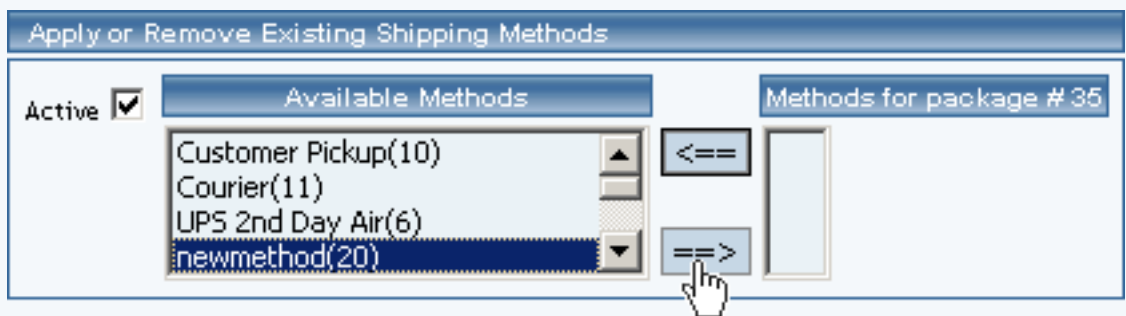 Apply or Remove Existing Shipping Methods
Active
Available Methods
Methods for package # 35
Customer Pickup(10)
Courier(11)
UPS 2nd Day Air(6)
newmethod(20)
<==
==>